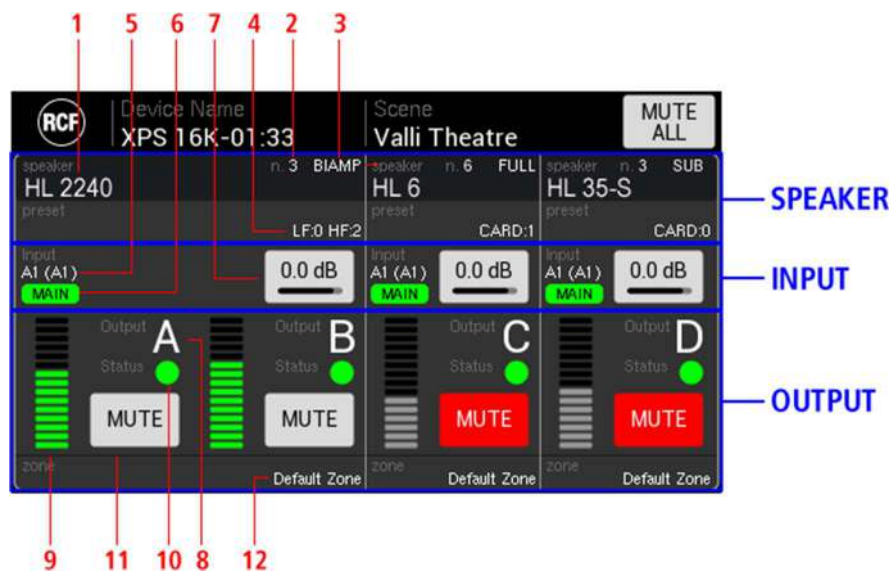 1 5 6 7 4 2 3
RCF
Device Name
XPS 16K-01:33
Scene
Valli Theatre
MUTE ALL
speaker n. 3 BIAMP
HL 2240
preset
LF:0 HF:2
speaker n. 6 FULL
HL 6
preset
CARD:1
speaker n. 3 SUB
HL 35-S
CARD:0
SPEAKER
Input
A1 (A1)
MAIN
0.0 dB
Input
A1 (A1)
MAIN
0.0 dB
Input
A1 (A1)
MAIN
0.0 dB
INPUT
Output A
Status
MUTE
Output B
Status
MUTE
Output C
Status
MUTE
Output D
Status
MUTE
OUTPUT
zone
Default Zone
zone
Default Zone
zone
Default Zone
9 11 10 8 12